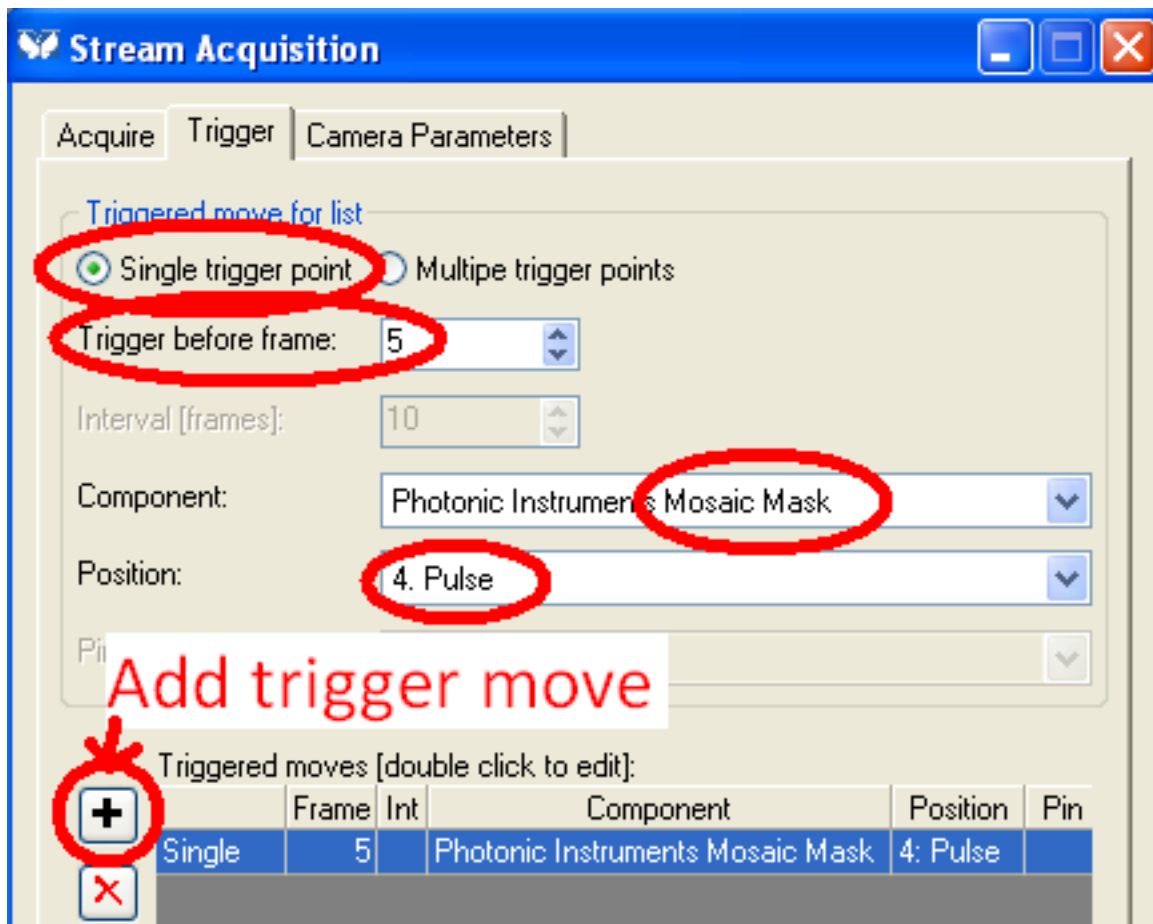 Stream Acquisition
Acquire Trigger Camera Parameters
Triggered move for list
Single trigger point Multipe trigger points
Trigger before frame: 5
Interval [frames]: 10
Component: Photonic Instruments Mosaic Mask
Position: 4. Pulse
Add trigger move
Triggered moves [double click to edit]:
Frame Int Component Position Pin
Single 5 Photonic Instruments Mosaic Mask 4: Pulse